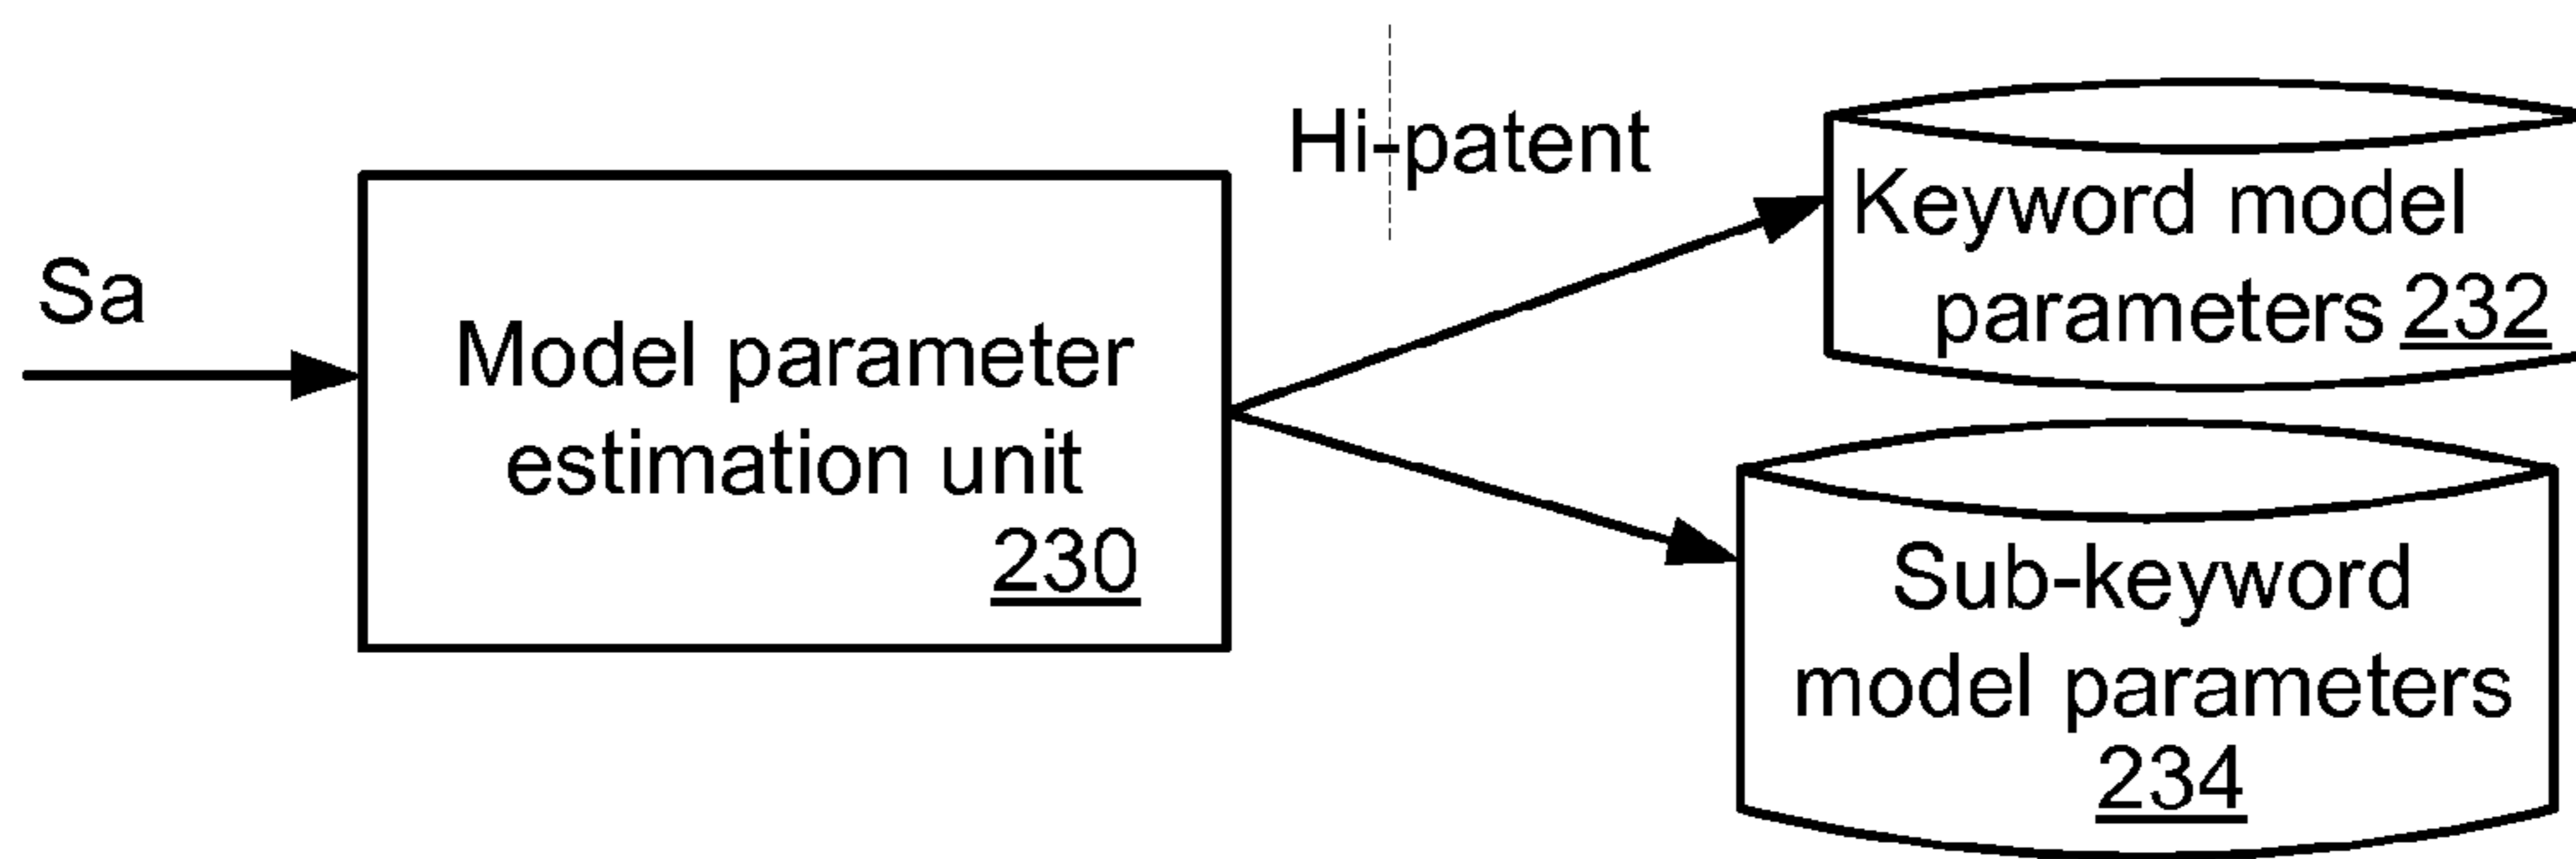 Hi-patent
Sa
Model parameter
estimation unit
230
Keyword model
parameters 232
Sub-keyword
model parameters
234